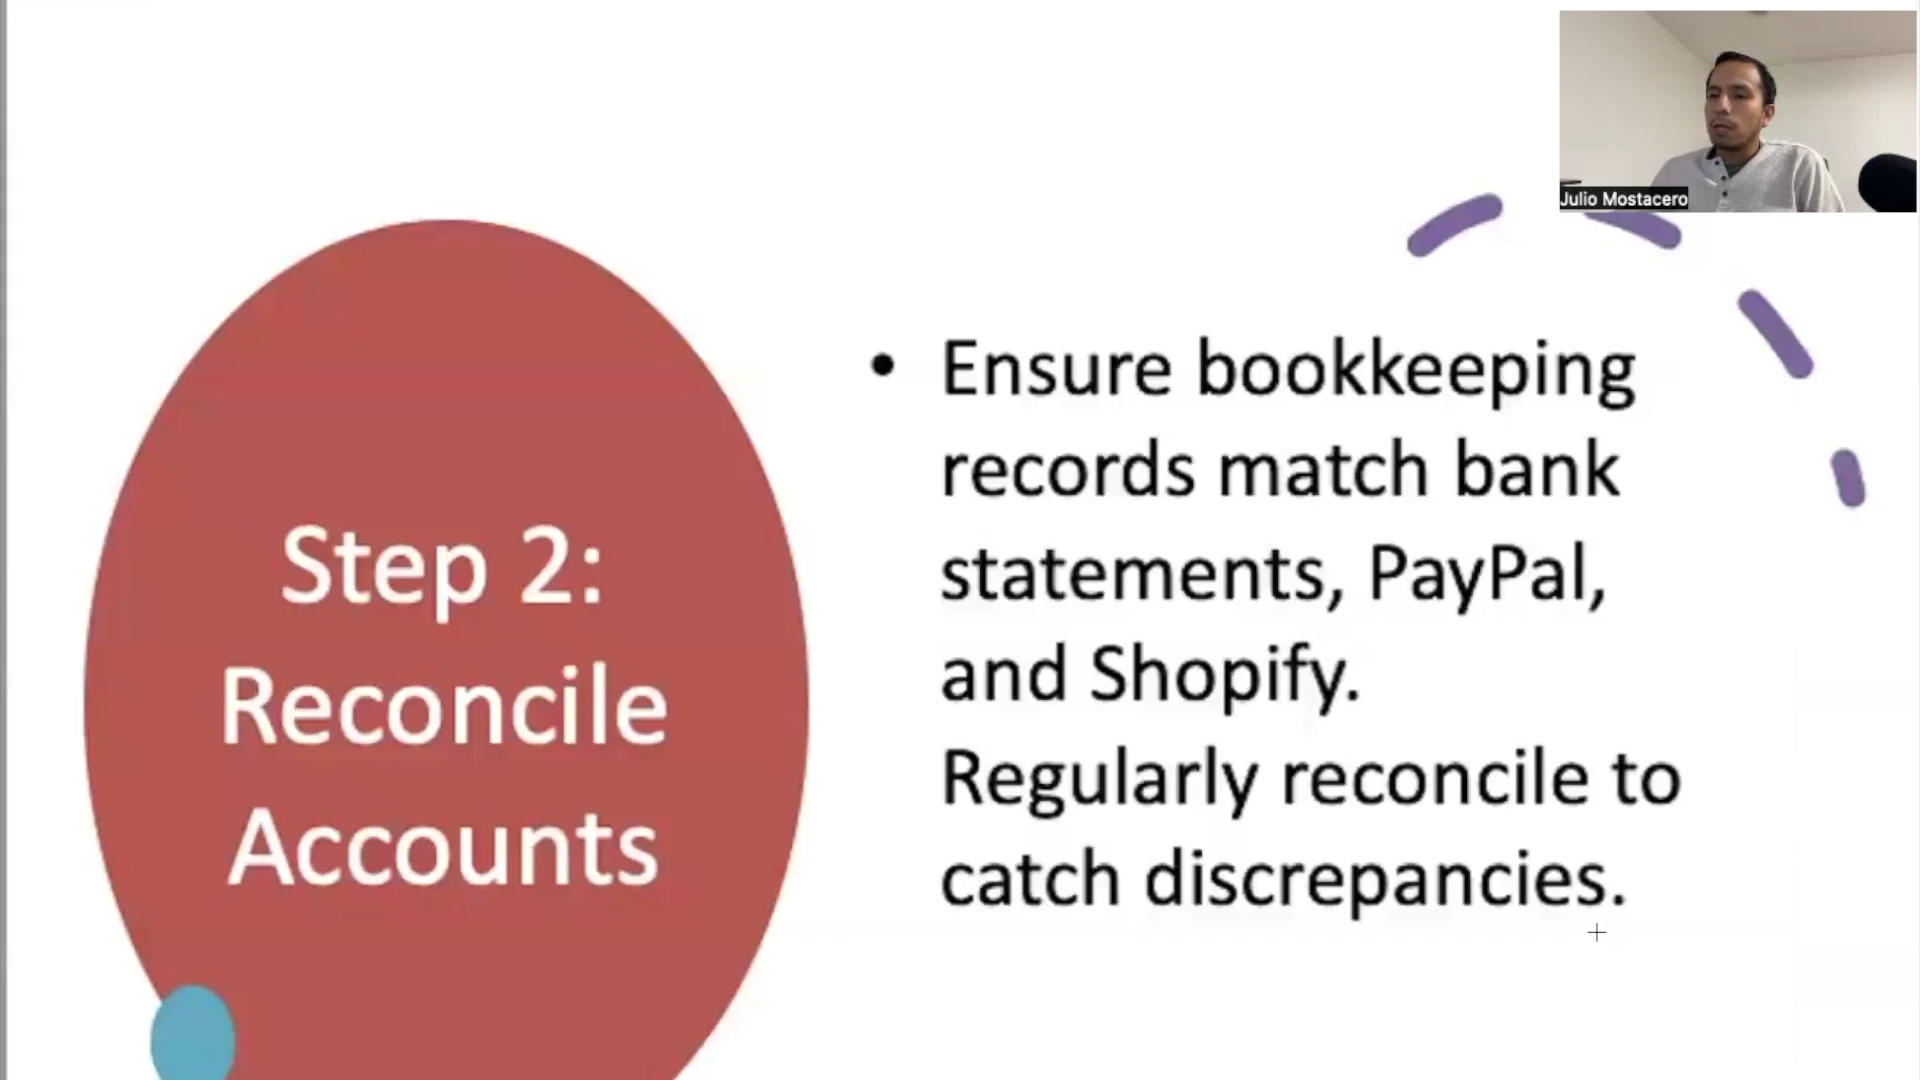 Julio Mostacero
Step 2:
Reconcile
Accounts
• Ensure bookkeeping
records match bank
statements, PayPal,
and Shopify.
Regularly reconcile to
catch discrepancies.